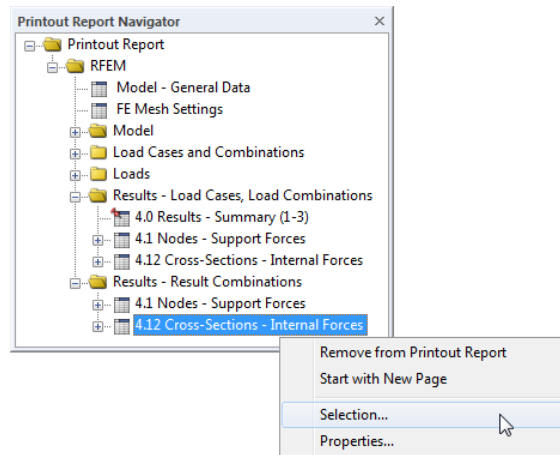 Printout Report Navigator
Printout Report
RFEM
Model - General Data
FE Mesh Settings
Model
Load Cases and Combinations
Loads
Results - Load Cases, Load Combinations
4.0 Results - Summary (1-3)
4.1 Nodes - Support Forces
4.12 Cross-Sections - Internal Forces
Results - Result Combinations
4.1 Nodes - Support Forces
4.12 Cross-Sections - Internal Forces
Remove from Printout Report
Start with New Page
Selection...
Properties...